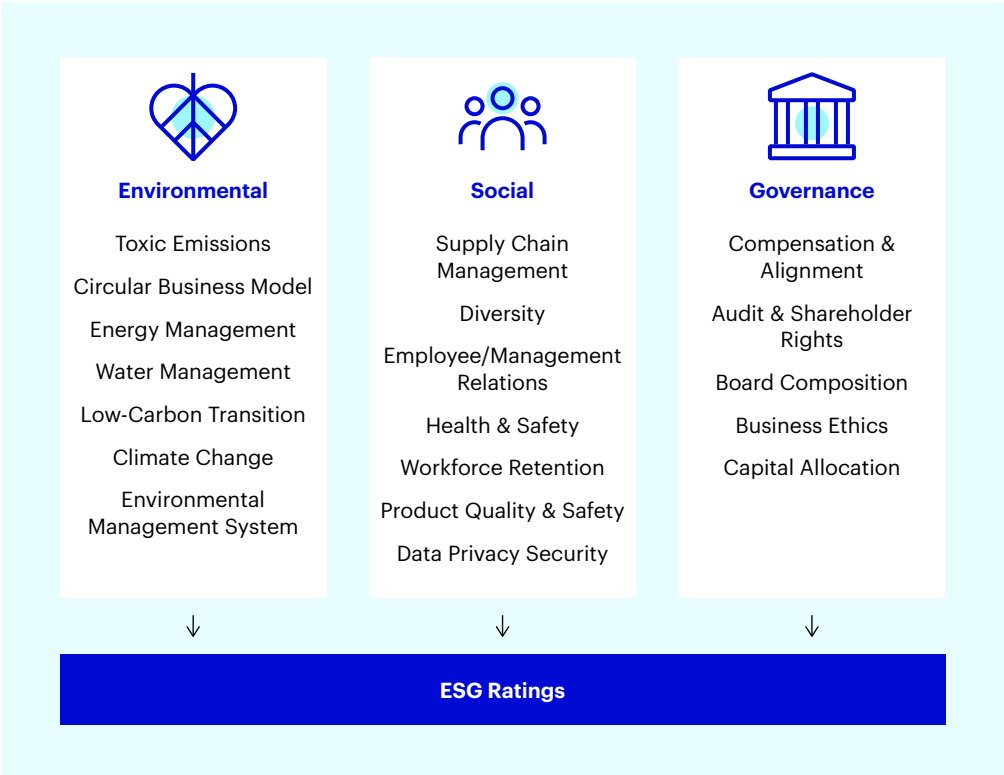 Environmental
Toxic Emissions
Circular Business Model
Energy Management
Water Management
Low-Carbon Transition
Climate Change
Environmental
Management System
Social
Supply Chain
Management
Diversity
Employee/Management
Relations
Health & Safety
Workforce Retention
Product Quality & Safety
Data Privacy Security
Governance
Compensation &
Alignment
Audit & Shareholder
Rights
Board Composition
Business Ethics
Capital Allocation
ESG Ratings